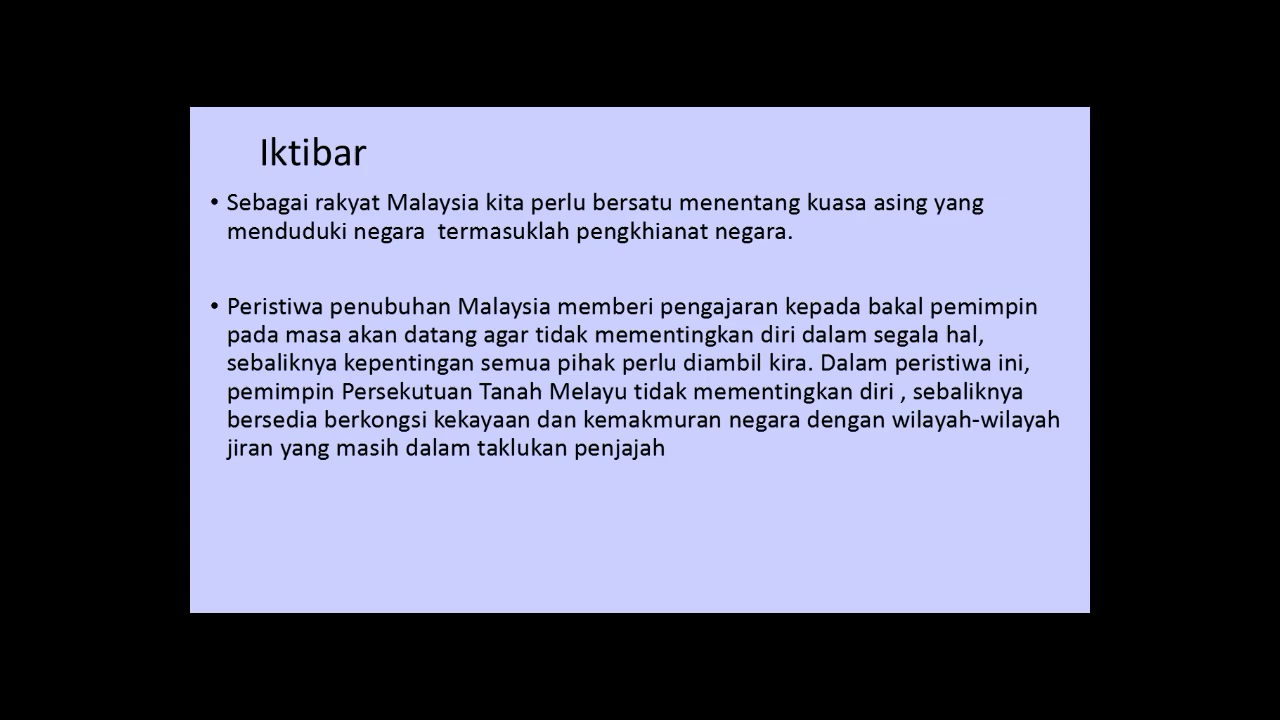 Iktibar
• Sebagai rakyat Malaysia kita perlu bersatu menentang kuasa asing yang
menduduki negara  termasuklah pengkhianat negara.
• Peristiwa penubuhan Malaysia memberi pengajaran kepada bakal pemimpin
pada masa akan datang agar tidak mementingkan diri dalam segala hal,
sebaliknya kepentingan semua pihak perlu diambil kira. Dalam peristiwa ini,
pemimpin Persekutuan Tanah Melayu tidak mementingkan diri , sebaliknya
bersedia berkongsi kekayaan dan kemakmuran negara dengan wilayah-wilayah
jiran yang masih dalam taklukan penjajah